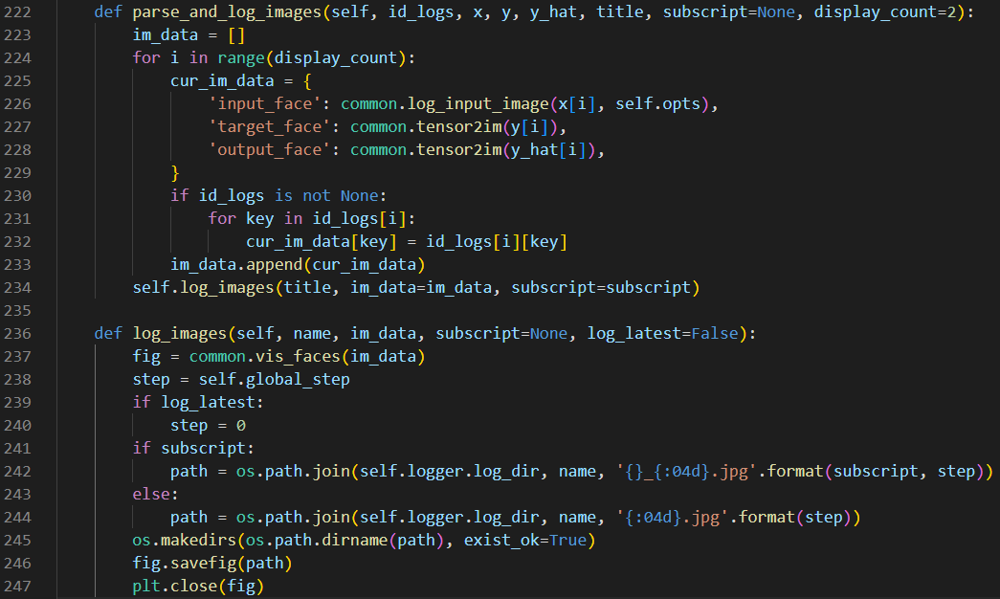 222 def parse_and_log_images(self, id_logs, x, y, y_hat, title, subscript=None, display_count=2):
223 im_data = []
224 for i in range(display_count):
225 cur_im_data = {
226 'input_face': common.log_input_image(x[i], self.opts),
227 'target_face': common.tensor2im(y[i]),
228 'output_face': common.tensor2im(y_hat[i]),
229 }
230 if id_logs is not None:
231 for key in id_logs[i]:
232 cur_im_data[key] = id_logs[i][key]
233 im_data.append(cur_im_data)
234 self.log_images(title, im_data=im_data, subscript=subscript)
235
236 def log_images(self, name, im_data, subscript=None, log_latest=False):
237 fig = common.vis_faces(im_data)
238 step = self.global_step
239 if log_latest:
240 step = 0
241 if subscript:
242 path = os.path.join(self.logger.log_dir, name, '{}_{:04d}.jpg'.format(subscript, step))
243 else:
244 path = os.path.join(self.logger.log_dir, name, '{:04d}.jpg'.format(step))
245 os.makedirs(os.path.dirname(path), exist_ok=True)
246 fig.savefig(path)
247 plt.close(fig)